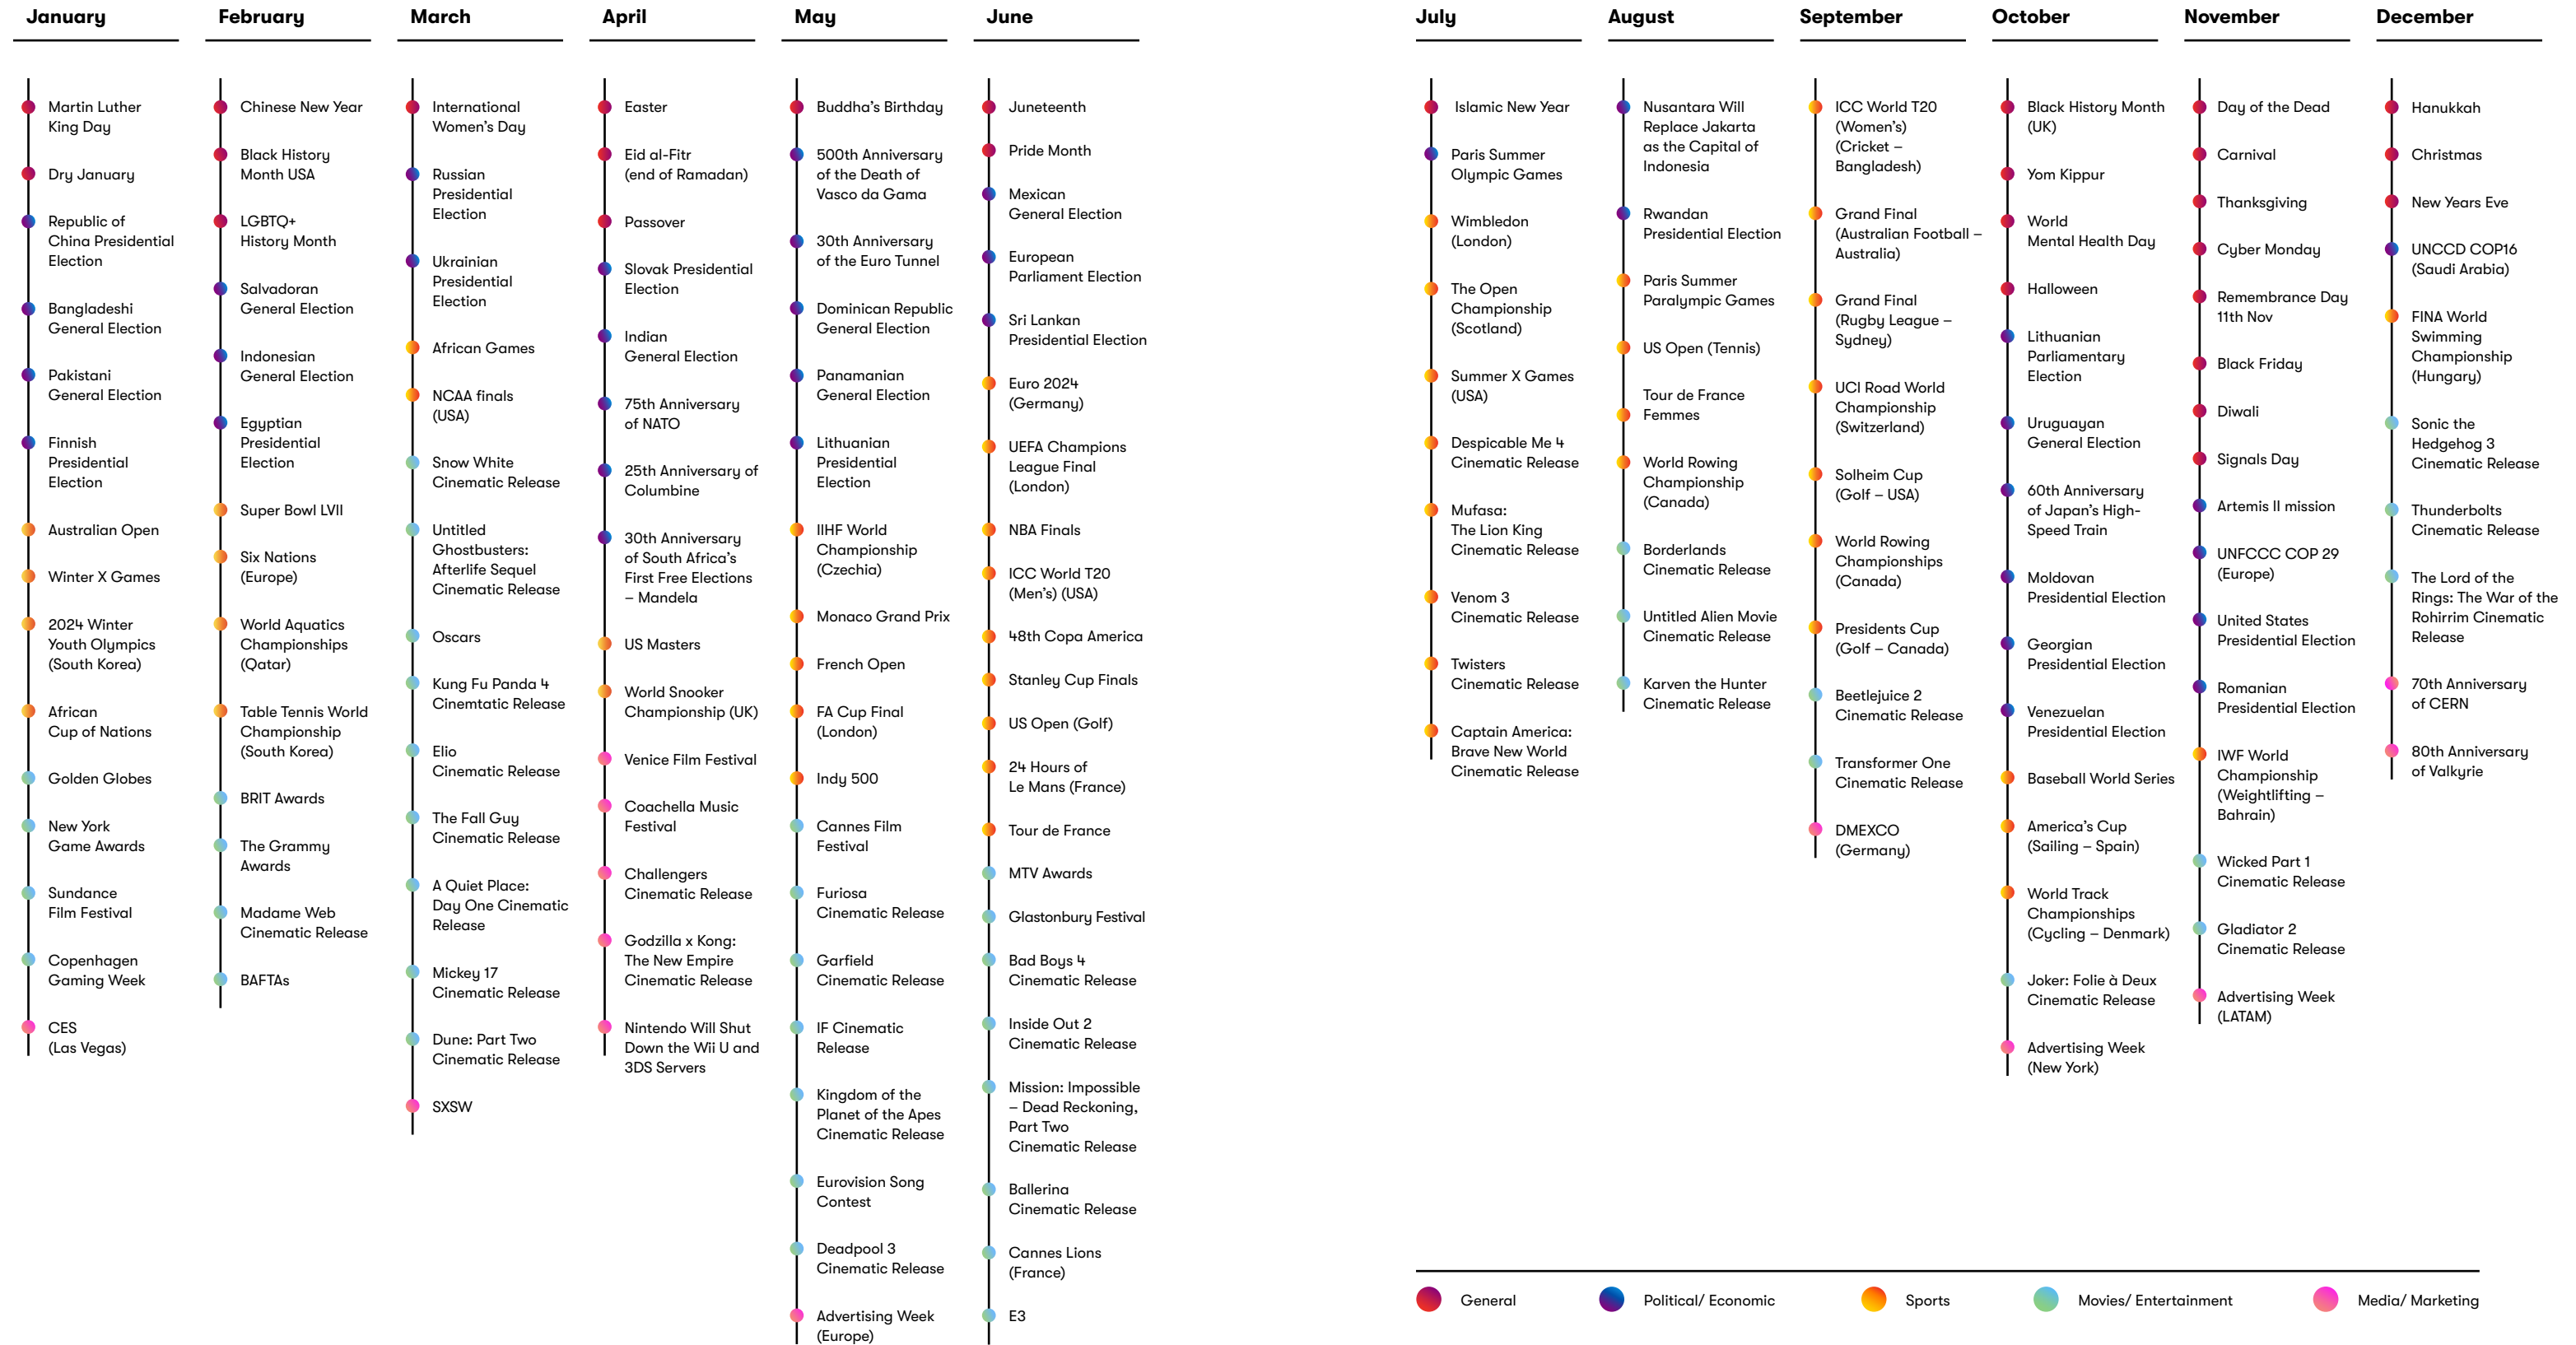 January
Martin Luther
King Day
Dry January
Republic of
China Presidential
Election
Bangladeshi
General Election
Pakistani
General Election
Finnish
Presidential
Election
Australian Open
Winter X Games
2024 Winter
Youth Olympics
(South Korea)
African
Cup of Nations
Golden Globes
New York
Game Awards
Sundance
Film Festival
Copenhagen
Gaming Week
CES
(Las Vegas)
February
Chinese New Year
Black History
Month USA
LGBTQ+
History Month
Salvadoran
General Election
Indonesian
General Election
Egyptian
Presidential
Election
Super Bowl LVII
Six Nations
(Europe)
World Aquatics
Championships
(Qatar)
Table Tennis World
Championship
(South Korea)
BRIT Awards
The Grammy
Awards
Madame Web
Cinematic Release
BAFTAs
March
International
Women's Day
Russian
Presidential
Election
Ukrainian
Presidential
Election
African Games
NCAA finals
(USA)
Snow White
Cinematic Release
Untitled
Ghostbusters:
Afterlife Sequel
Cinematic Release
Oscars
Kung Fu Panda 4
Cinemtatic Release
Elio
Cinematic Release
The Fall Guy
Cinematic Release
A Quiet Place:
Day One Cinematic
Release
Mickey 17
Cinematic Release
Dune: Part Two
Cinematic Release
SXSW
April
Easter
Eid al-Fitr
(end of Ramadan)
Passover
Slovak Presidential
Election
Indian
General Election
75th Anniversary
of NATO
25th Anniversary of
Columbine
30th Anniversary
of South Africa's
First Free Elections
– Mandela
US Masters
World Snooker
Championship (UK)
Venice Film Festival
Coachella Music
Festival
Challengers
Cinematic Release
Godzilla x Kong:
The New Empire
Cinematic Release
Nintendo Will Shut
Down the Wii U and
3DS Servers
May
Buddha's Birthday
500th Anniversary
of the Death of
Vasco da Gama
30th Anniversary
of the Euro Tunnel
Dominican Republic
General Election
Panamanian
General Election
Lithuanian
Presidential
Election
IIHF World
Championship
(Czechia)
Monaco Grand Prix
French Open
FA Cup Final
(London)
Indy 500
Cannes Film
Festival
Furiosa
Cinematic Release
Garfield
Cinematic Release
IF Cinematic
Release
Kingdom of the
Planet of the Apes
Cinematic Release
Eurovision Song
Contest
Deadpool 3
Cinematic Release
Advertising Week
(Europe)
June
Juneteenth
Pride Month
Mexican
General Election
European
Parliament Election
Sri Lankan
Presidential Election
Euro 2024
(Germany)
UEFA Champions
League Final
(London)
NBA Finals
ICC World T20
(Men's) (USA)
48th Copa America
Stanley Cup Finals
US Open (Golf)
24 Hours of
Le Mans (France)
Tour de France
MTV Awards
Glastonbury Festival
Bad Boys 4
Cinematic Release
Inside Out 2
Cinematic Release
Mission: Impossible
– Dead Reckoning,
Part Two
Cinematic Release
Ballerina
Cinematic Release
Cannes Lions
(France)
E3
July
Islamic New Year
Paris Summer
Olympic Games
Wimbledon
(London)
The Open
Championship
(Scotland)
Summer X Games
(USA)
Despicable Me 4
Cinematic Release
Mufasa:
The Lion King
Cinematic Release
Venom 3
Cinematic Release
Twisters
Cinematic Release
Captain America:
Brave New World
Cinematic Release
August
Nusantara Will
Replace Jakarta
as the Capital of
Indonesia
Rwandan
Presidential Election
Paris Summer
Paralympic Games
US Open (Tennis)
Tour de France
Femmes
World Rowing
Championship
(Canada)
Borderlands
Cinematic Release
Untitled Alien Movie
Cinematic Release
Karven the Hunter
Cinematic Release
September
ICC World T20
(Women's)
(Cricket –
Bangladesh)
Grand Final
(Australian Football –
Australia)
Grand Final
(Rugby League –
Sydney)
UCI Road World
Championship
(Switzerland)
Solheim Cup
(Golf – USA)
World Rowing
Championships
(Canada)
Presidents Cup
(Golf – Canada)
Beetlejuice 2
Cinematic Release
Transformer One
Cinematic Release
DMEXCO
(Germany)
October
Black History Month
(UK)
Yom Kippur
World
Mental Health Day
Halloween
Lithuanian
Parliamentary
Election
Uruguayan
General Election
60th Anniversary
of Japan's High-
Speed Train
Moldovan
Presidential Election
Georgian
Presidential Election
Venezuelan
Presidential Election
Baseball World Series
America's Cup
(Sailing – Spain)
World Track
Championships
(Cycling – Denmark)
Joker: Folie à Deux
Cinematic Release
Advertising Week
(New York)
November
Day of the Dead
Carnival
Thanksgiving
Cyber Monday
Remembrance Day
11th Nov
Black Friday
Diwali
Signals Day
Artemis II mission
UNFCCC COP 29
(Europe)
United States
Presidential Election
Romanian
Presidential Election
IWF World
Championship
(Weightlifting –
Bahrain)
Wicked Part 1
Cinematic Release
Gladiator 2
Cinematic Release
Advertising Week
(LATAM)
December
Hanukkah
Christmas
New Years Eve
UNCCD COP16
(Saudi Arabia)
FINA World
Swimming
Championship
(Hungary)
Sonic the
Hedgehog 3
Cinematic Release
Thunderbolts
Cinematic Release
The Lord of the
Rings: The War of the
Rohirrim Cinematic
Release
70th Anniversary
of CERN
80th Anniversary
of Valkyrie
General
Political/ Economic
Sports
Movies/ Entertainment
Media/ Marketing